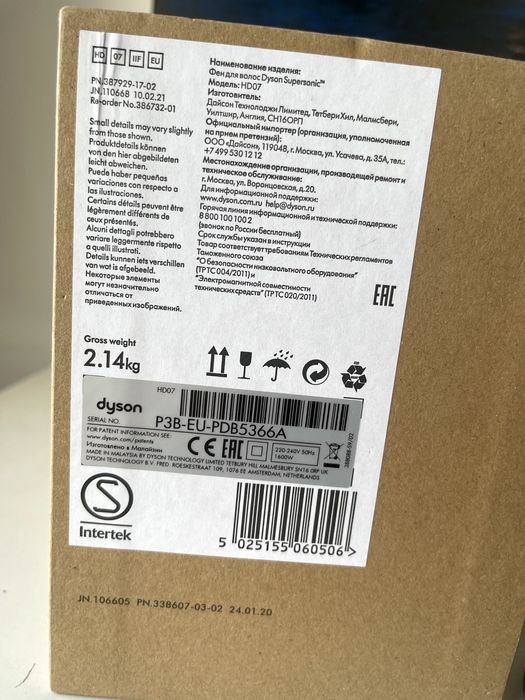 HD 07 IIF EU
PN.387929-17-02
JN.110668 10.02.21
Re-order No.386732-01
Small details may vary slightly
from those shown.
Produktdetails können
von den hier abgebildeten
leicht abweichen.
Puede haber pequeñas
variaciones con respecto a
las ilustraciones.
Certains détails peuvent être
légèrement différents de
ceux présentés.
Alcuni dettagli potrebbero
variare leggermente rispetto
a quelli illustrati.
Details kunnen iets verschillen
van wat is afgebeeld.
Некоторые элементы
могут незначительно
отличаться от
приведенных изображений.
Наименование изделия:
Фен для волос Dyson Supersonic™
Модель: HD07
Изготовитель:
Дайсон Текнолоджи Лимитед, Тетбери Хил, Малмсбери,
Уилтшир, Англия, СН16ОРП
Официальный импортер (организация, уполномоченная
на прием претензий):
ООО «Дайсон», 119048, г. Москва, ул. Усачева, д. 35А, тел.:
+7 499 530 12 12
Местонахождение организации, производящей ремонт и
техническое обслуживание:
г. Москва, ул. Воронцовская, д.20.
Для информационной поддержки:
www.dyson.com.ru help@dyson.ru
Горячая линия информационной и технической поддержки:
8 800 100 100 2
(звонок по России бесплатный)
Срок службы указан в инструкции
Товар соответствует требованиям Технических регламентов
Таможенного союза
"О безопасности низковольтного оборудования"
(ТР ТС 004/2011) и
"Электромагнитной совместимости
технических средств" (ТР ТС 020/2011)
EAC
Gross weight
2.14kg
HD07
dyson
SERIAL NO.
P3B-EU-PDB5366A
FOR PATENT INFORMATION SEE:
www.dyson.com/patents
Изготовлено в Малайзии
CE EAC
220-240V 50Hz
1600W
MADE IN MALAYSIA BY DYSON TECHNOLOGY LIMITED TETBURY HILL MALMESBURY SN16 0RP UK
DYSON TECHNOLOGY B.V. FRED. ROESKESTRAAT 109, 1076 EE AMSTERDAM, NETHERLANDS
S
Intertek
5 025155 060506 >
JN.106605 PN.338607-03-02 24.01.20